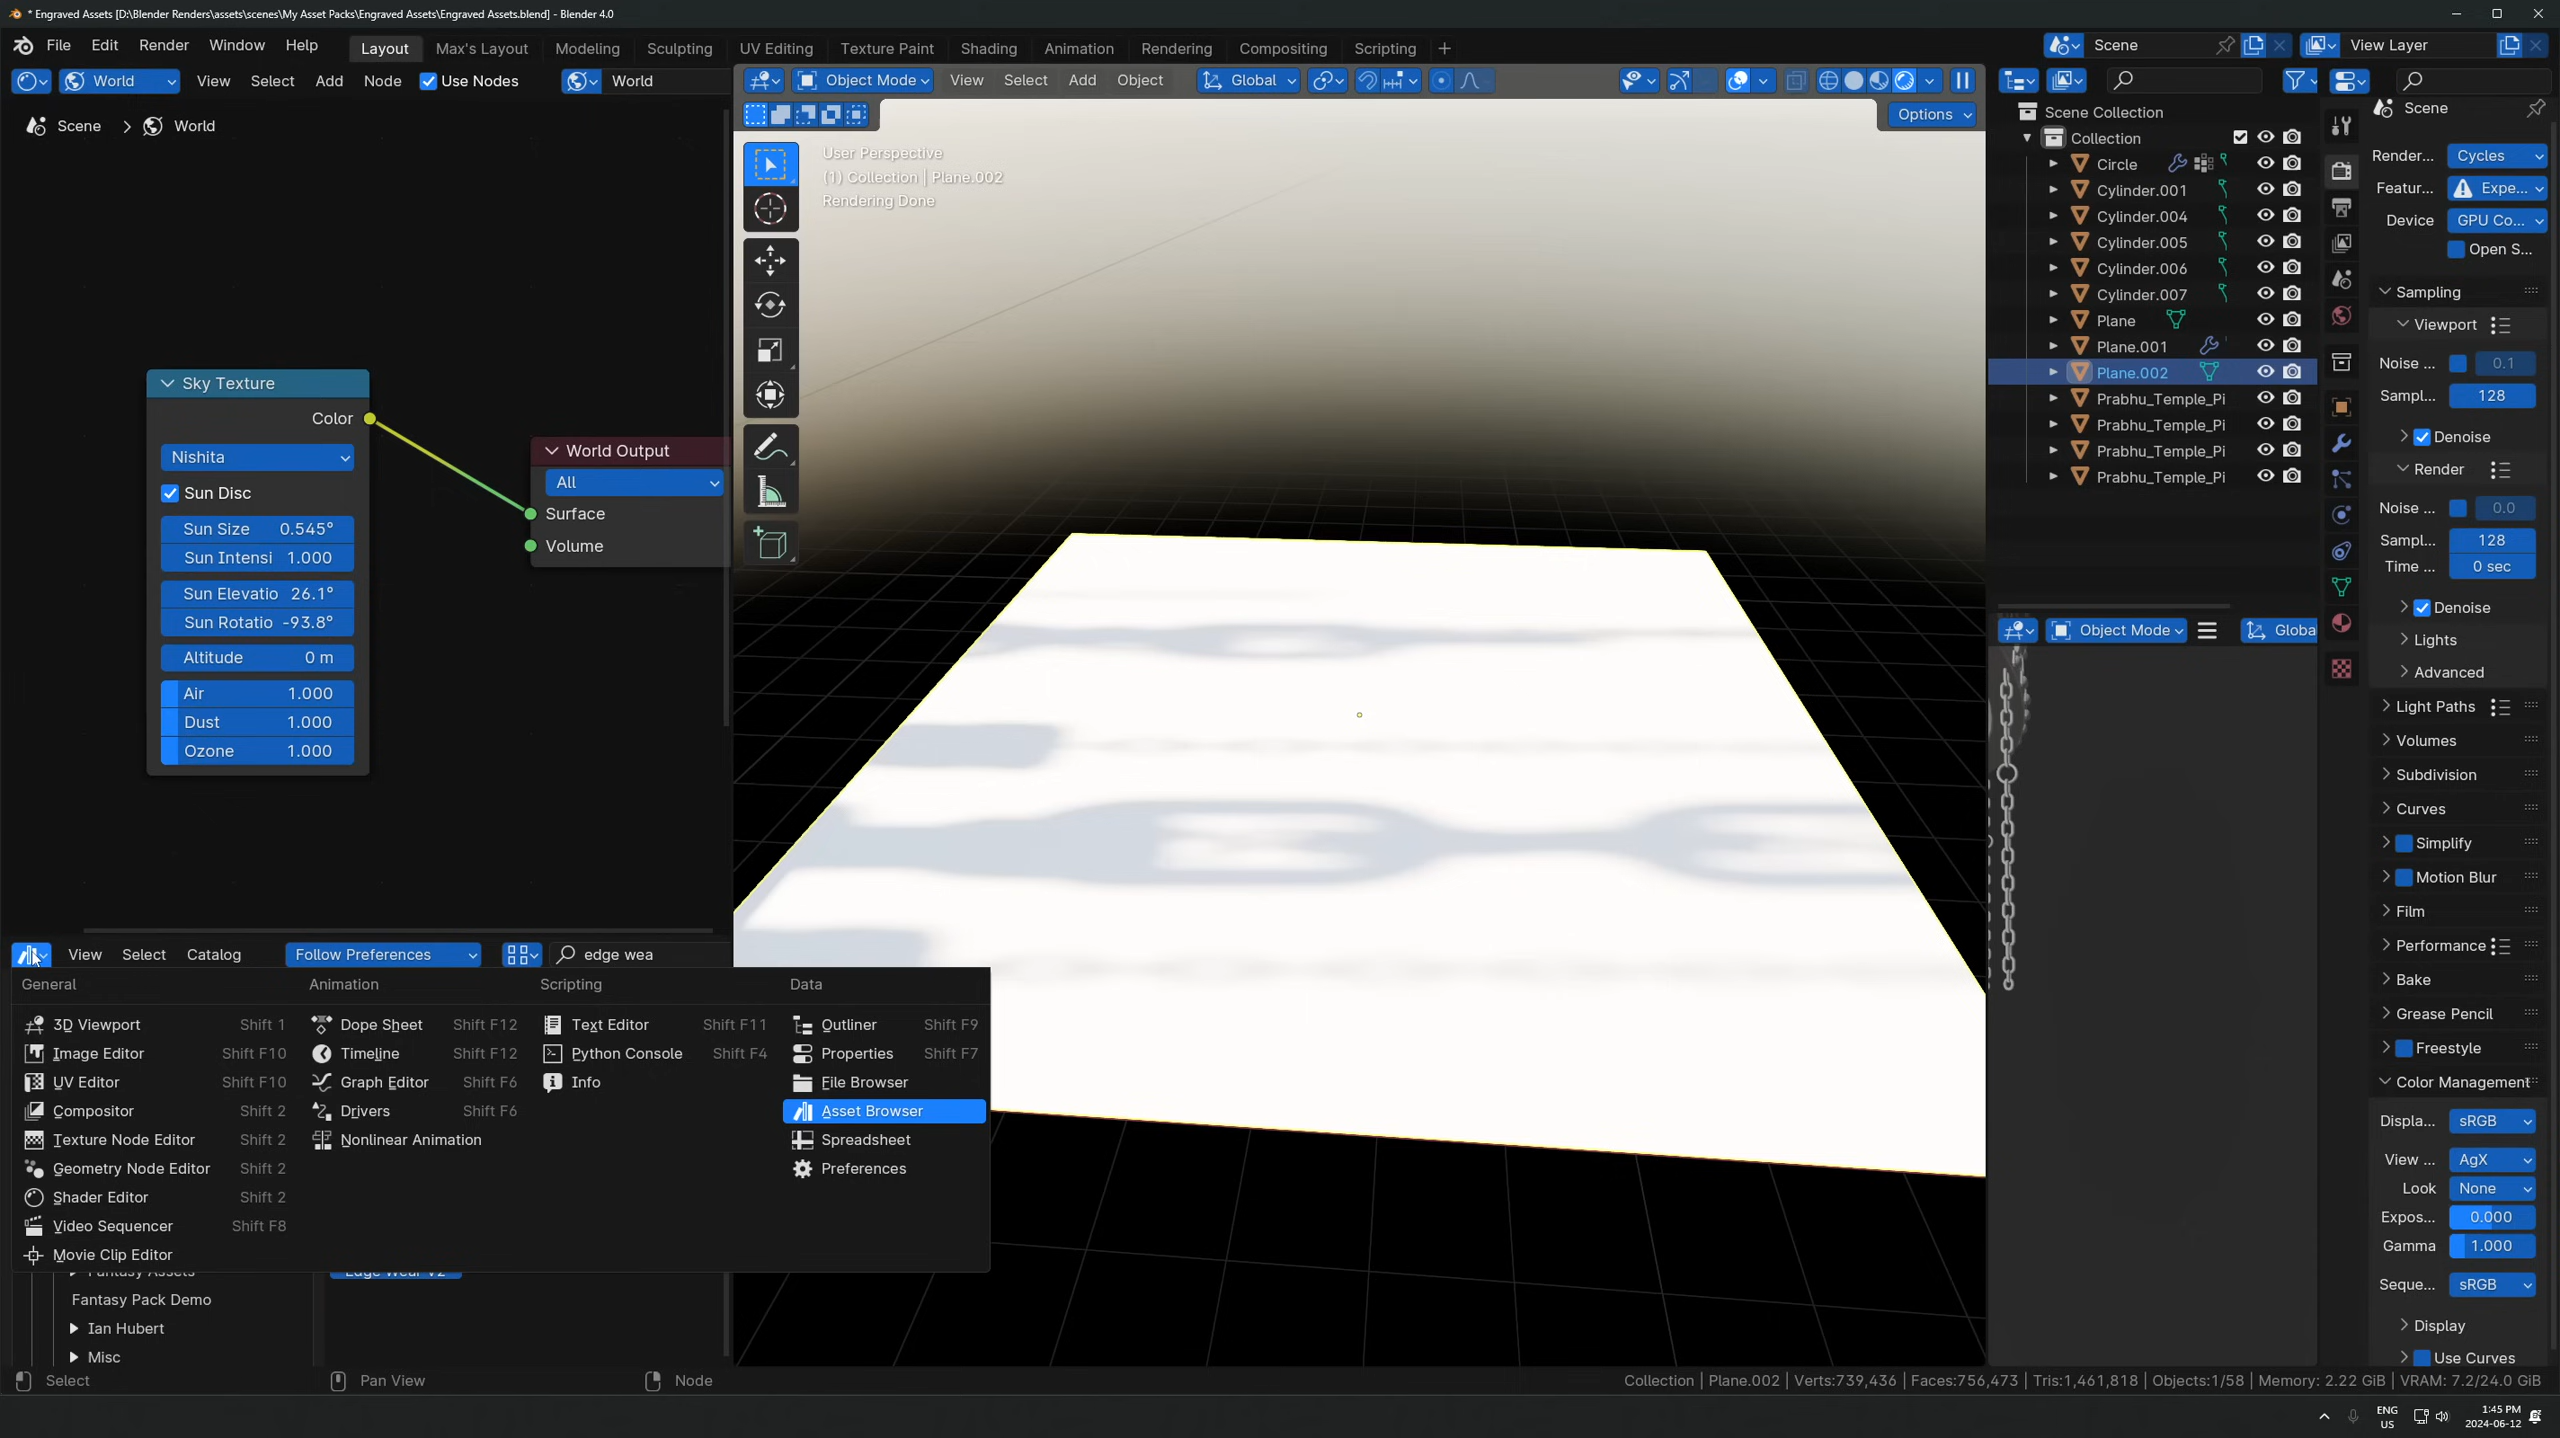 * Engraved Assets [D:\Blender Renders\assets\scenes\My Asset Packs\Engraved Assets\Engraved Assets.blend] - Blender 4.0
File Edit Render Window Help Layout Max's Layout Modeling Sculpting UV Editing Texture Paint Shading Animation Rendering Compositing Scripting + Scene View Layer
World View Select Add Node Use Nodes World
Object Mode View Select Add Object Global
Options
Scene > World
User Perspective
(1) Collection | Plane.002
Rendering Done
Sky Texture
Color
Nishita
Sun Disc
Sun Size 0.545°
Sun Intensi 1.000
Sun Elevatio 26.1°
Sun Rotatio -93.8°
Altitude 0 m
Air 1.000
Dust 1.000
Ozone 1.000
World Output
All
Surface
Volume
Scene Collection
Collection
Circle
Cylinder.001
Cylinder.004
Cylinder.005
Cylinder.006
Cylinder.007
Plane
Plane.001
Plane.002
Prabhu_Temple_Pi
Prabhu_Temple_Pi
Prabhu_Temple_Pi
Prabhu_Temple_Pi
Object Mode Globa
Scene
Render... Cycles
Featur... Expe...
Device GPU Co...
Open S...
Sampling
Viewport
Noise ... 0.1
Sampl... 128
Denoise
Render
Noise ... 0.0
Sampl... 128
Time ... 0 sec
Denoise
Lights
Advanced
Light Paths
Volumes
Subdivision
Curves
Simplify
Motion Blur
Film
Performance
Bake
Grease Pencil
Freestyle
Color Management
Displa... sRGB
View ... AgX
Look None
Expos... 0.000
Gamma 1.000
Seque... sRGB
Display
Use Curves
View Select Catalog Follow Preferences edge wea
General
3D Viewport Shift 1
Image Editor Shift F10
UV Editor Shift F10
Compositor Shift 2
Texture Node Editor Shift 2
Geometry Node Editor Shift 2
Shader Editor Shift 2
Video Sequencer Shift F8
Movie Clip Editor
Animation
Dope Sheet Shift F12
Timeline Shift F12
Graph Editor Shift F6
Drivers Shift F6
Nonlinear Animation
Scripting
Text Editor Shift F11
Python Console Shift F4
Info
Data
Outliner Shift F9
Properties Shift F7
File Browser
Asset Browser
Spreadsheet
Preferences
Fantasy Assets
Edge Wear V2
Fantasy Pack Demo
Ian Hubert
Misc
Select Pan View Node
Collection | Plane.002 | Verts:739,436 | Faces:756,473 | Tris:1,461,818 | Objects:1/58 | Memory: 2.22 GiB | VRAM: 7.2/24.0 GiB
ENG
US
1:45 PM
2024-06-12